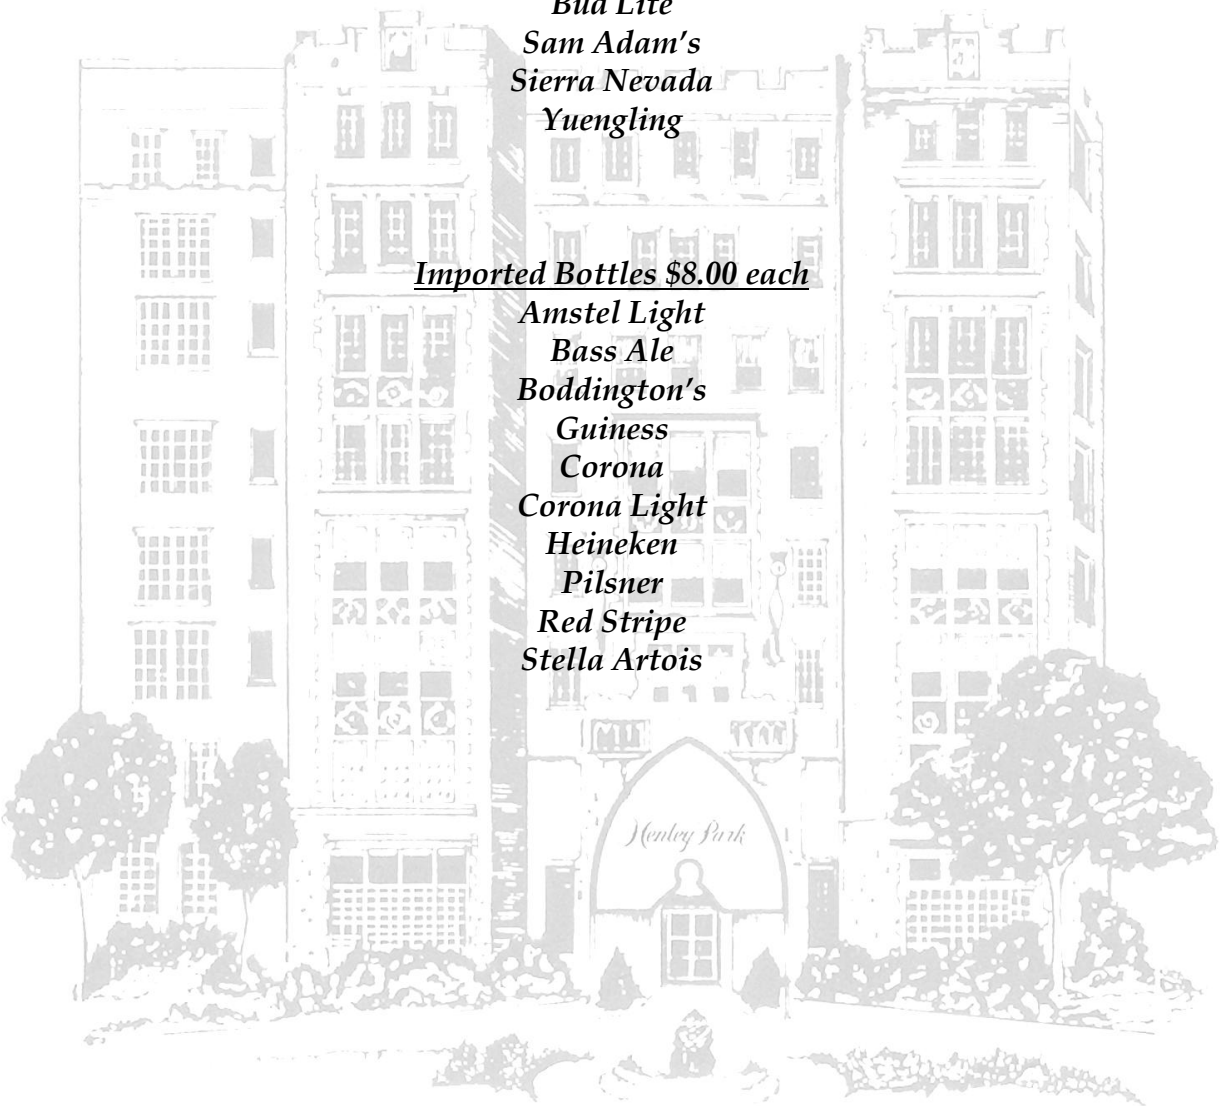 Bud Lite
Sam Adam’s
Sierra Nevada
Yuengling
Imported Bottles $8.00 each
Amstel Light
Bass Ale
Boddington’s
Guiness
Corona
Corona Light
Heineken
Pilsner
Red Stripe
Stella Artois
Henley Park